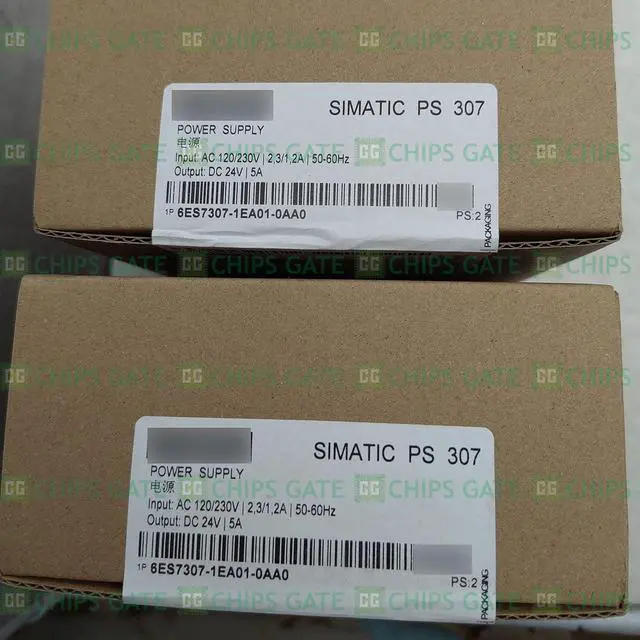 SIMATIC PS 307
POWER SUPPLY
电源
Input: AC 120/230V | 2,3/1,2A | 50-60Hz
Output: DC 24V | 5A
1P 6ES7307-1EA01-0AA0
PS:2
PACKAGING
SIMATIC PS 307
POWER SUPPLY
电源
Input: AC 120/230V | 2,3/1,2A | 50-60Hz
Output: DC 24V | 5A
1P 6ES7307-1EA01-0AA0
PS:2
PACKAGING
CHIPS GATE